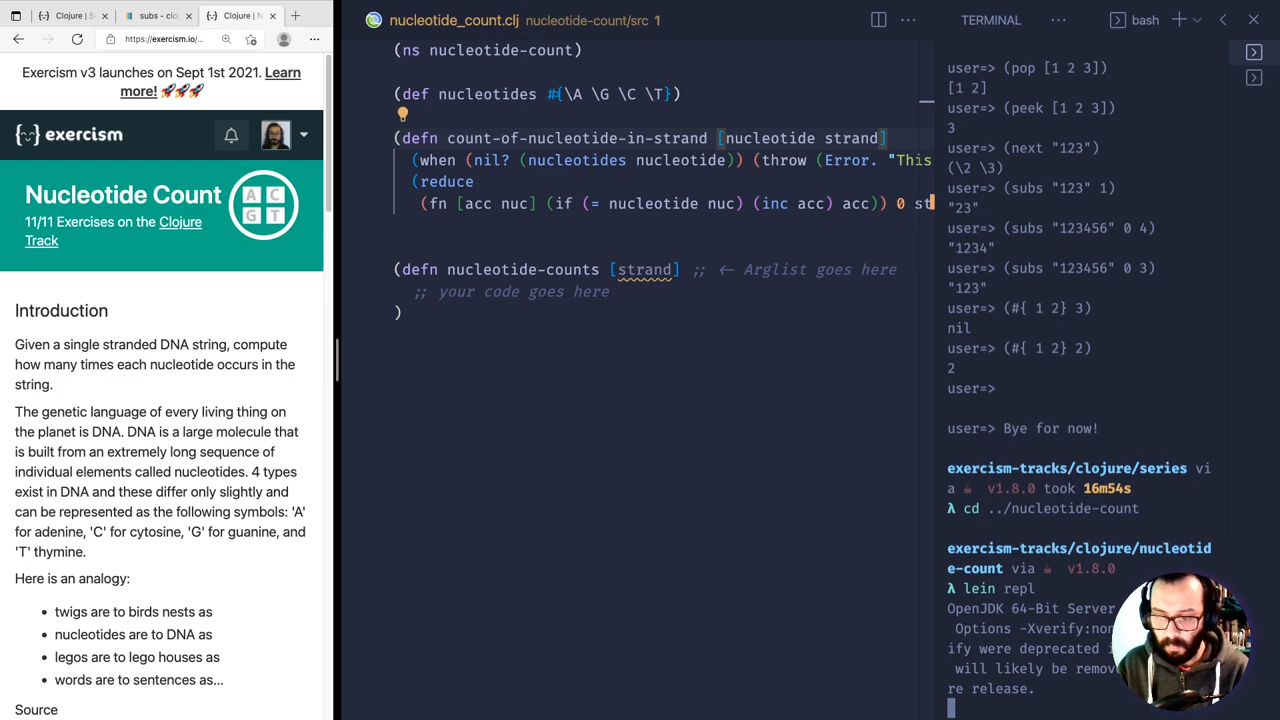 Clojure | S
subs - cloj
Clojure | N
https://exercism.io/...
Exercism v3 launches on Sept 1st 2021. Learn
more! 🚀🚀🚀
exercism
Nucleotide Count
11/11 Exercises on the Clojure
Track
A C
G T
Introduction
Given a single stranded DNA string, compute
how many times each nucleotide occurs in the
string.
The genetic language of every living thing on
the planet is DNA. DNA is a large molecule that
is built from an extremely long sequence of
individual elements called nucleotides. 4 types
exist in DNA and these differ only slightly and
can be represented as the following symbols: 'A'
for adenine, 'C' for cytosine, 'G' for guanine, and
'T' thymine.
Here is an analogy:
• twigs are to birds nests as
• nucleotides are to DNA as
• legos are to lego houses as
• words are to sentences as...
Source
nucleotide_count.clj nucleotide-count/src 1
(ns nucleotide-count)
(def nucleotides #{\A \G \C \T})
(defn count-of-nucleotide-in-strand [nucleotide strand]
(when (nil? (nucleotides nucleotide)) (throw (Error. "This
(reduce
(fn [acc nuc] (if (= nucleotide nuc) (inc acc) acc)) 0 st
(defn nucleotide-counts [strand] ;; <- Arglist goes here
;; your code goes here
)
TERMINAL
bash
user=> (pop [1 2 3])
[1 2]
user=> (peek [1 2 3])
3
user=> (next "123")
(\2 \3)
user=> (subs "123" 1)
"23"
user=> (subs "123456" 0 4)
"1234"
user=> (subs "123456" 0 3)
"123"
user=> (#{ 1 2} 3)
nil
user=> (#{ 1 2} 2)
2
user=>
user=> Bye for now!
exercism-tracks/clojure/series vi
a ☕ v1.8.0 took 16m54s
λ cd ../nucleotide-count
exercism-tracks/clojure/nucleotid
e-count via ☕ v1.8.0
λ lein repl
OpenJDK 64-Bit Server
Options -Xverify:non
ify were deprecated i
will likely be remov
re release.